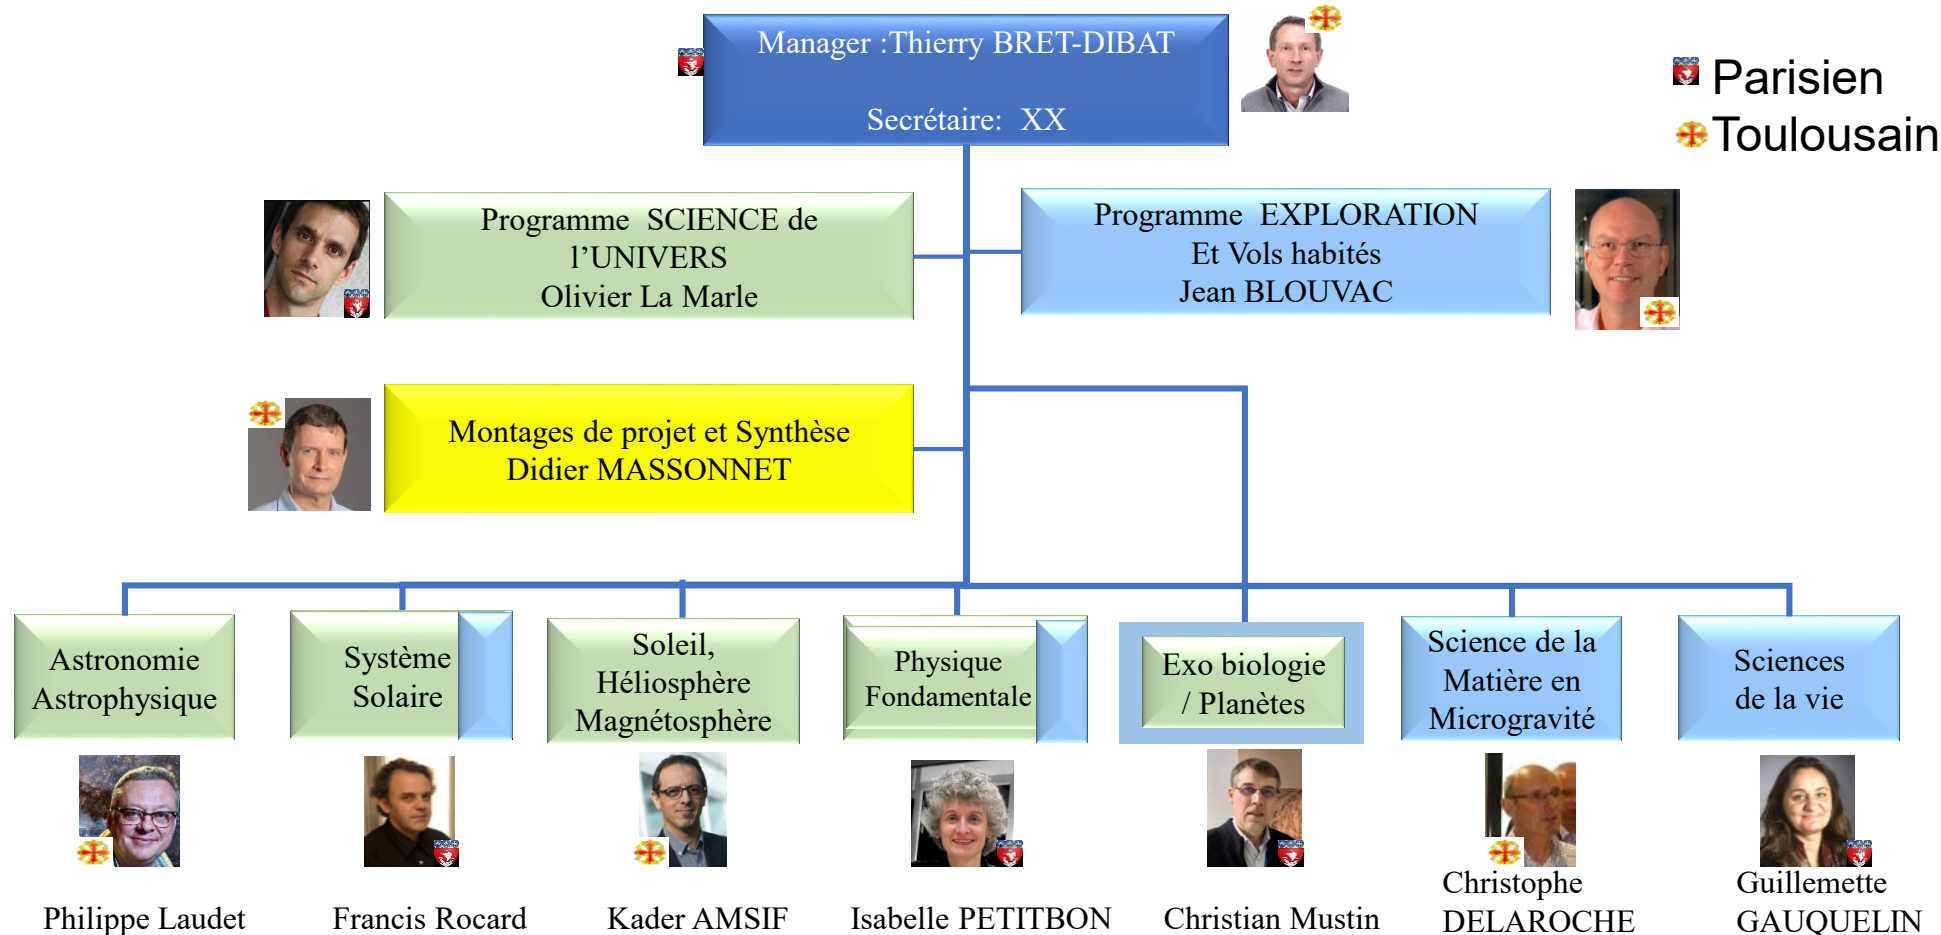 Manager :Thierry BRET-DIBAT
Secrétaire: XX
Parisien
Toulousain
Programme SCIENCE de
l’UNIVERS
Olivier La Marle
Programme EXPLORATION
Et Vols habités
Jean BLOUVAC
Montages de projet et Synthèse
Didier MASSONNET
Astronomie
Astrophysique
Système
Solaire
Soleil,
Héliosphère
Magnétosphère
Physique
Fondamentale
Exo biologie
/ Planètes
Science de la
Matière en
Microgravité
Sciences
de la vie
Philippe Laudet
Francis Rocard
Kader AMSIF
Isabelle PETITBON
Christian Mustin
Christophe
DELAROCHE
Guillemette
GAUQUELIN